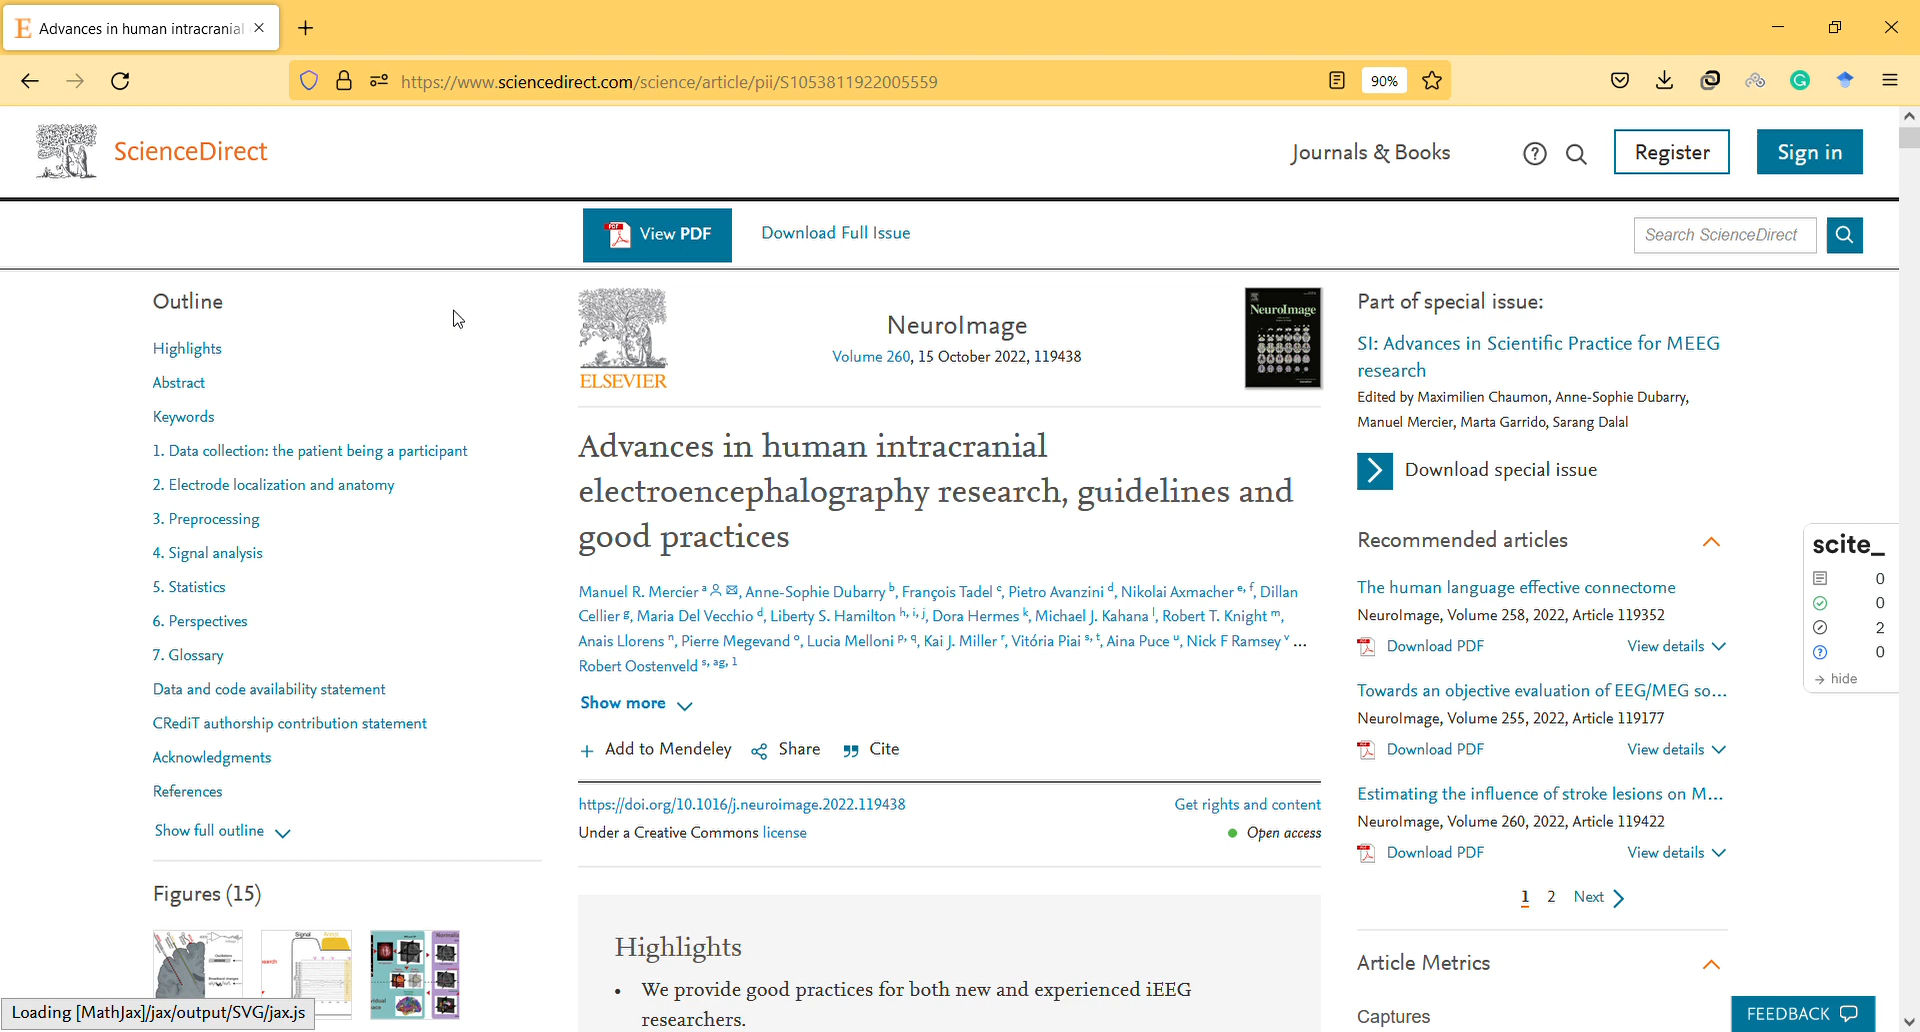 Advances in human intracranial
https://www.sciencedirect.com/science/article/pii/S1053811922005559
90%
ScienceDirect
Journals & Books
Register
Sign in
View PDF
Download Full Issue
Search ScienceDirect
Outline
Highlights
Abstract
Keywords
1. Data collection: the patient being a participant
2. Electrode localization and anatomy
3. Preprocessing
4. Signal analysis
5. Statistics
6. Perspectives
7. Glossary
Data and code availability statement
CRediT authorship contribution statement
Acknowledgments
References
Show full outline
Figures (15)
Loading [MathJax]/jax/output/SVG/jax.js
ELSEVIER
NeuroImage
Volume 260, 15 October 2022, 119438
NeuroImage
Advances in human intracranial
electroencephalography research, guidelines and
good practices
Manuel R. Mercier a, Anne-Sophie Dubarry b, François Tadel c, Pietro Avanzini d, Nikolai Axmacher e, f, Dillan
Cellier g, Maria Del Vecchio d, Liberty S. Hamilton h, i, j, Dora Hermes k, Michael J. Kahana l, Robert T. Knight m,
Anais Llorens n, Pierre Megevand o, Lucia Melloni p, q, Kai J. Miller r, Vitória Piai s, t, Aina Puce u, Nick F Ramsey v ...
Robert Oostenveld s, ag, 1
Show more
Add to Mendeley
Share
Cite
https://doi.org/10.1016/j.neuroimage.2022.119438
Get rights and content
Under a Creative Commons license
Open access
Highlights
• We provide good practices for both new and experienced iEEG
researchers.
Part of special issue:
SI: Advances in Scientific Practice for MEEG
research
Edited by Maximilien Chaumon, Anne-Sophie Dubarry,
Manuel Mercier, Marta Garrido, Sarang Dalal
Download special issue
Recommended articles
The human language effective connectome
NeuroImage, Volume 258, 2022, Article 119352
Download PDF
View details
Towards an objective evaluation of EEG/MEG so...
NeuroImage, Volume 255, 2022, Article 119177
Download PDF
View details
Estimating the influence of stroke lesions on M...
NeuroImage, Volume 260, 2022, Article 119422
Download PDF
View details
1 2 Next
Article Metrics
Captures
FEEDBACK
scite_
0
0
2
0
hide